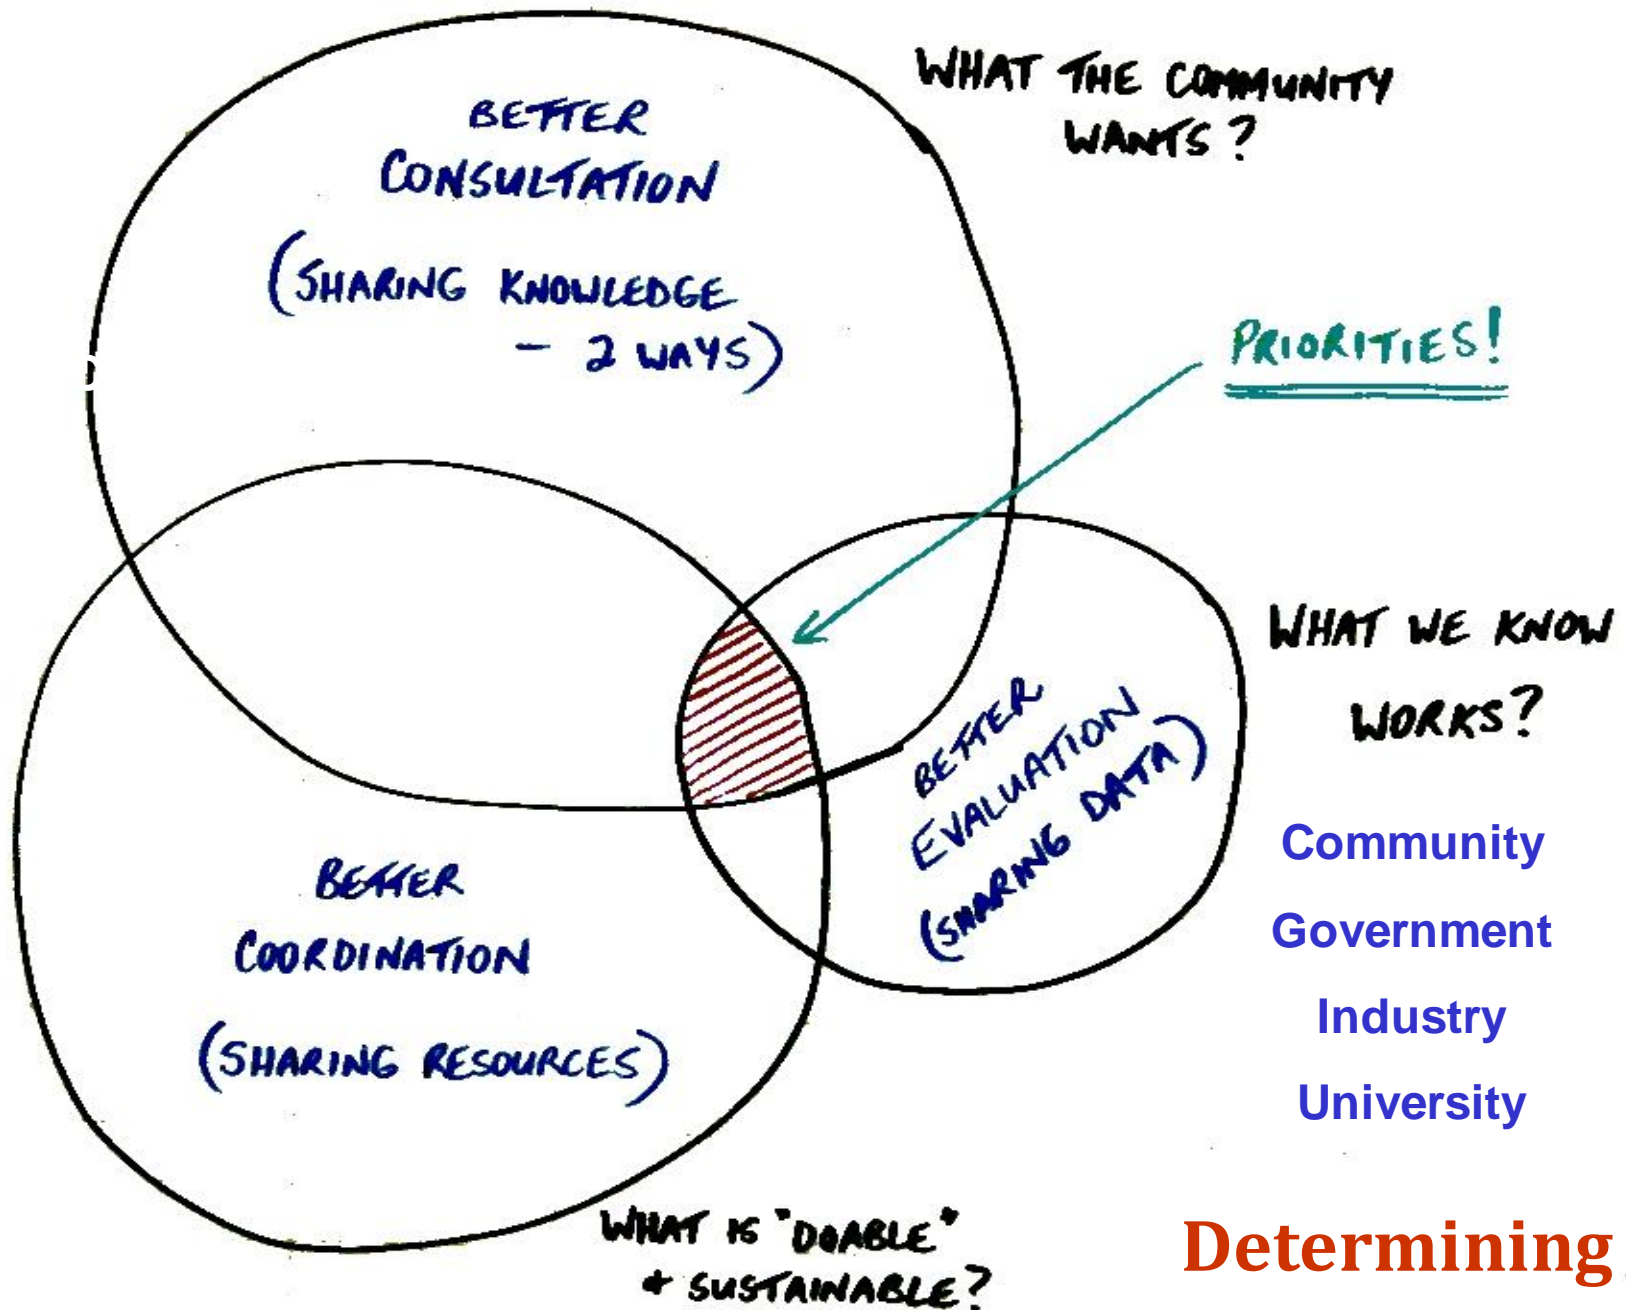 WHAT THE COMMUNITY
WANTS?
BETTER
CONSULTATION
(SHARING KNOWLEDGE
- 2 WAYS)
PRIORITIES!
WHAT WE KNOW
WORKS?
BETTER
EVALUATION
(SHARING DATA)
BETTER
COORDINATION
(SHARING RESOURCES)
WHAT IS "DOABLE"
+ SUSTAINABLE?
Community
Government
Industry
University
Determining